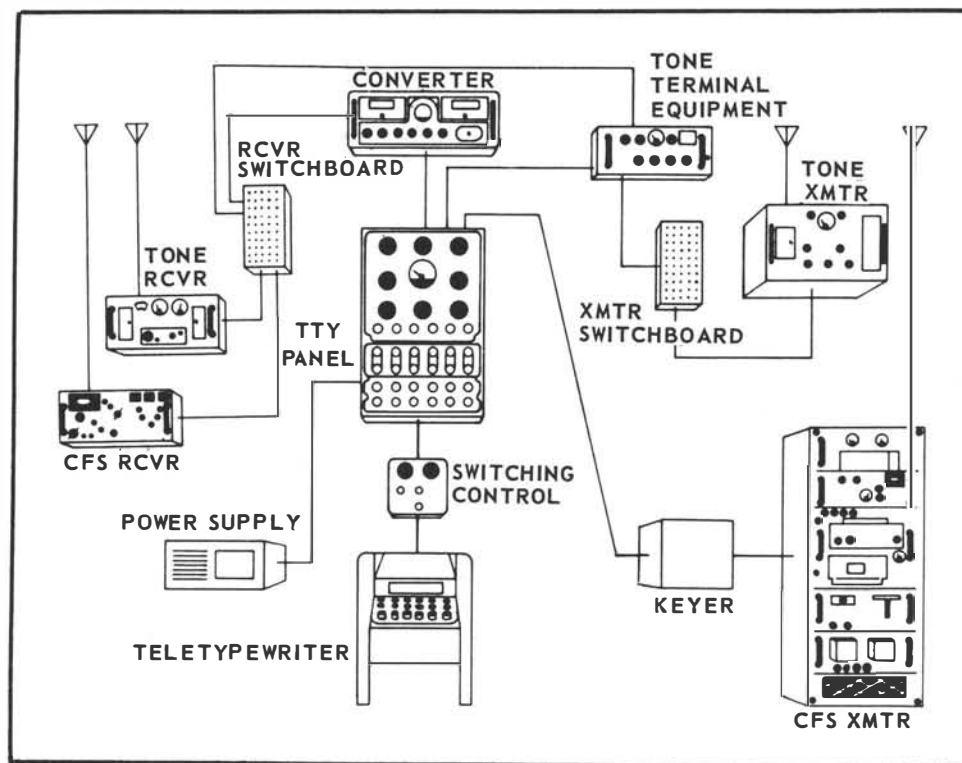 CONVERTER
TONE
TERMINAL
EQUIPMENT
RCVR
SWITCHBOARD
TONE
XMTR
TONE
RCVR
TTY
PANEL
XMTR
SWITCHBOARD
CFS RCVR
SWITCHING
CONTROL
POWER SUPPLY
KEYER
TELETYPEWRITER
CFS XMTR